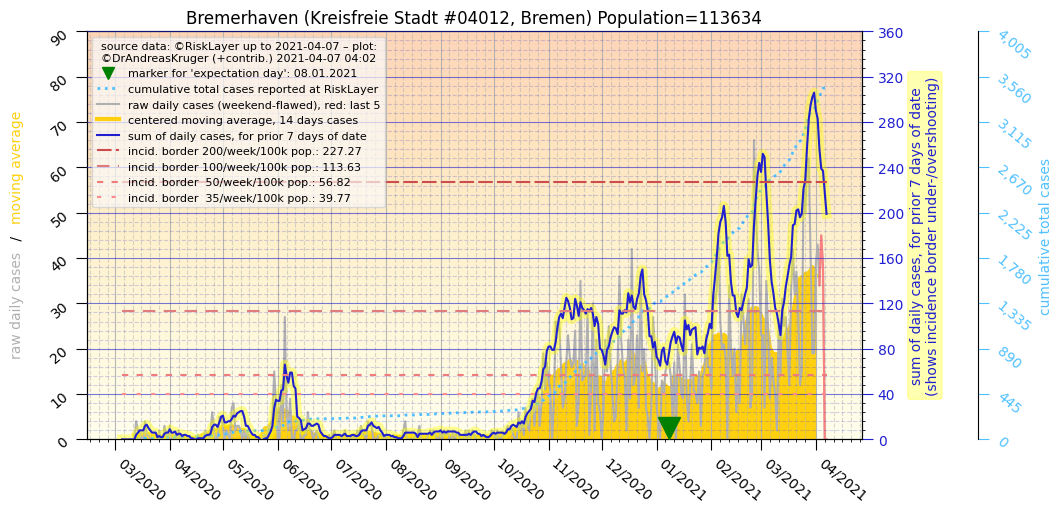 Bremerhaven (Kreisfreie Stadt #04012, Bremen) Population=113634
source data: ©RiskLayer up to 2021-04-07 – plot:
©DrAndreasKruger (+contrib.) 2021-04-07 04:02
marker for 'expectation day': 08.01.2021
cumulative total cases reported at RiskLayer
raw daily cases (weekend-flawed), red: last 5
centered moving average, 14 days cases
sum of daily cases, for prior 7 days of date
incid. border 200/week/100k pop.: 227.27
incid. border 100/week/100k pop.: 113.63
incid. border  50/week/100k pop.: 56.82
incid. border  35/week/100k pop.: 39.77
raw daily cases / moving average
90
80
70
60
50
40
30
20
10
0
03/2020
04/2020
05/2020
06/2020
07/2020
08/2020
09/2020
10/2020
11/2020
12/2020
01/2021
02/2021
03/2021
04/2021
360
320
280
240
200
160
120
80
40
0
sum of daily cases, for prior 7 days of date
(shows incidence border under-/overshooting)
4,005
3,560
3,115
2,670
2,225
1,780
1,335
890
445
0
cumulative total cases